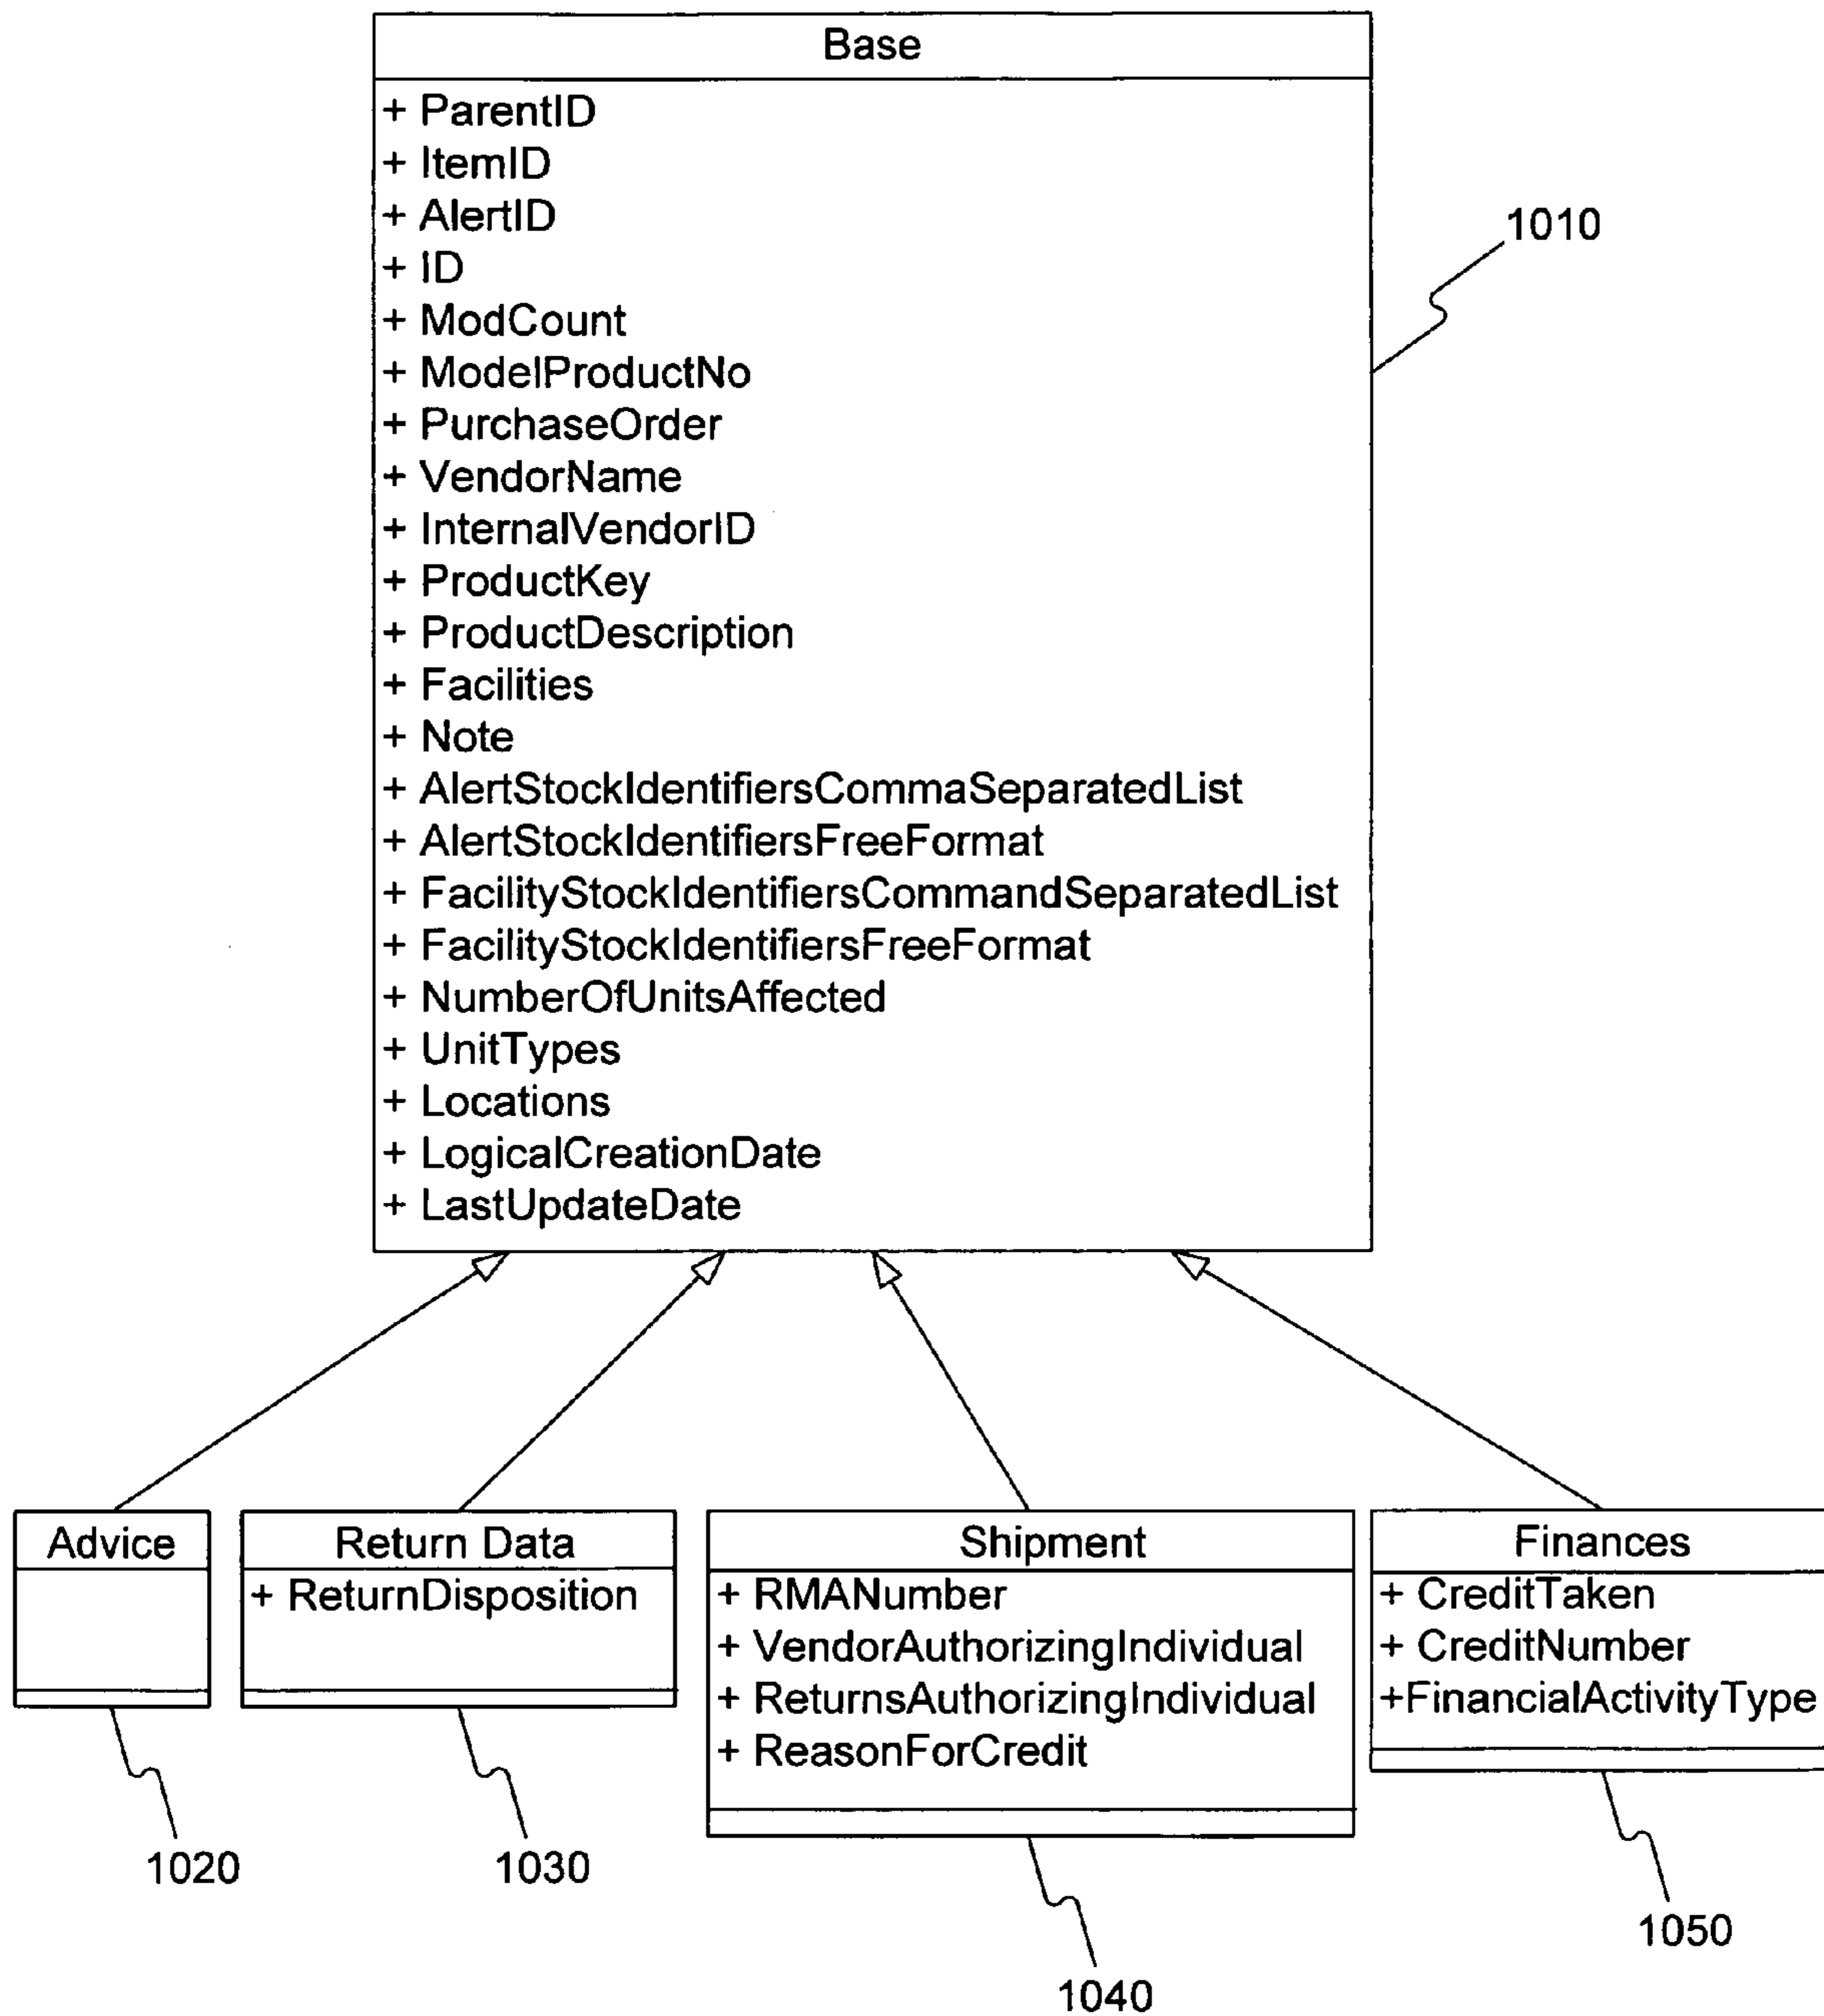 Base
+ ParentID
+ ItemID
+ AlertID
+ ID
+ ModCount
+ ModelProductNo
+ PurchaseOrder
+ VendorName
+ InternalVendorID
+ ProductKey
+ ProductDescription
+ Facilities
+ Note
+ AlertStockIdentifiersCommaSeparatedList
+ AlertStockIdentifiersFreeFormat
+ FacilityStockIdentifiersCommandSeparatedList
+ FacilityStockIdentifiersFreeFormat
+ NumberOfUnitsAffected
+ UnitTypes
+ Locations
+ LogicalCreationDate
+ LastUpdateDate
1010
Advice
1020
Return Data
+ ReturnDisposition
1030
Shipment
+ RMANumber
+ VendorAuthorizingIndividual
+ ReturnsAuthorizingIndividual
+ ReasonForCredit
1040
Finances
+ CreditTaken
+ CreditNumber
+FinancialActivityType
1050